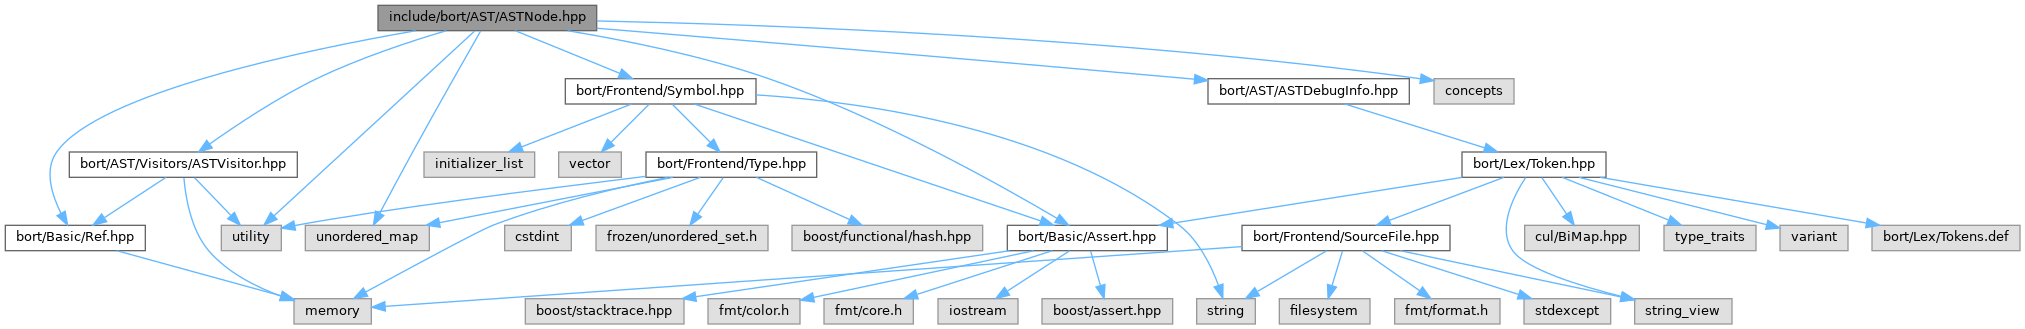 include/bort/AST/ASTNode.hpp
bort/Frontend/Symbol.hpp
bort/AST/ASTDebugInfo.hpp
concepts
bort/AST/Visitors/ASTVisitor.hpp
initializer_list
vector
bort/Frontend/Type.hpp
bort/Lex/Token.hpp
bort/Basic/Ref.hpp
utility
unordered_map
cstdint
frozen/unordered_set.h
boost/functional/hash.hpp
bort/Basic/Assert.hpp
bort/Frontend/SourceFile.hpp
cul/BiMap.hpp
type_traits
variant
bort/Lex/Tokens.def
memory
boost/stacktrace.hpp
fmt/color.h
fmt/core.h
iostream
boost/assert.hpp
string
filesystem
fmt/format.h
stdexcept
string_view